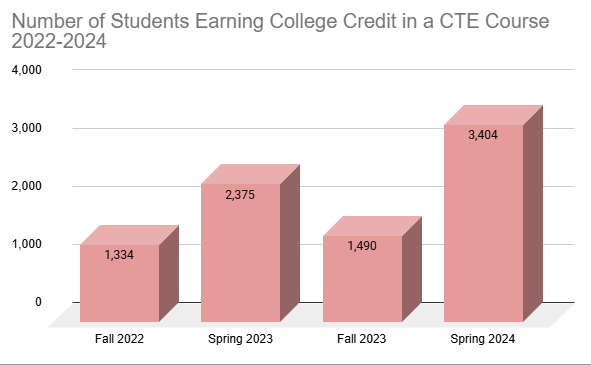 Number of Students Earning College Credit in a CTE Course
2022-2024
4,000
3,000
2,000
1,000
0
1,334
2,375
1,490
3,404
Fall 2022
Spring 2023
Fall 2023
Spring 2024